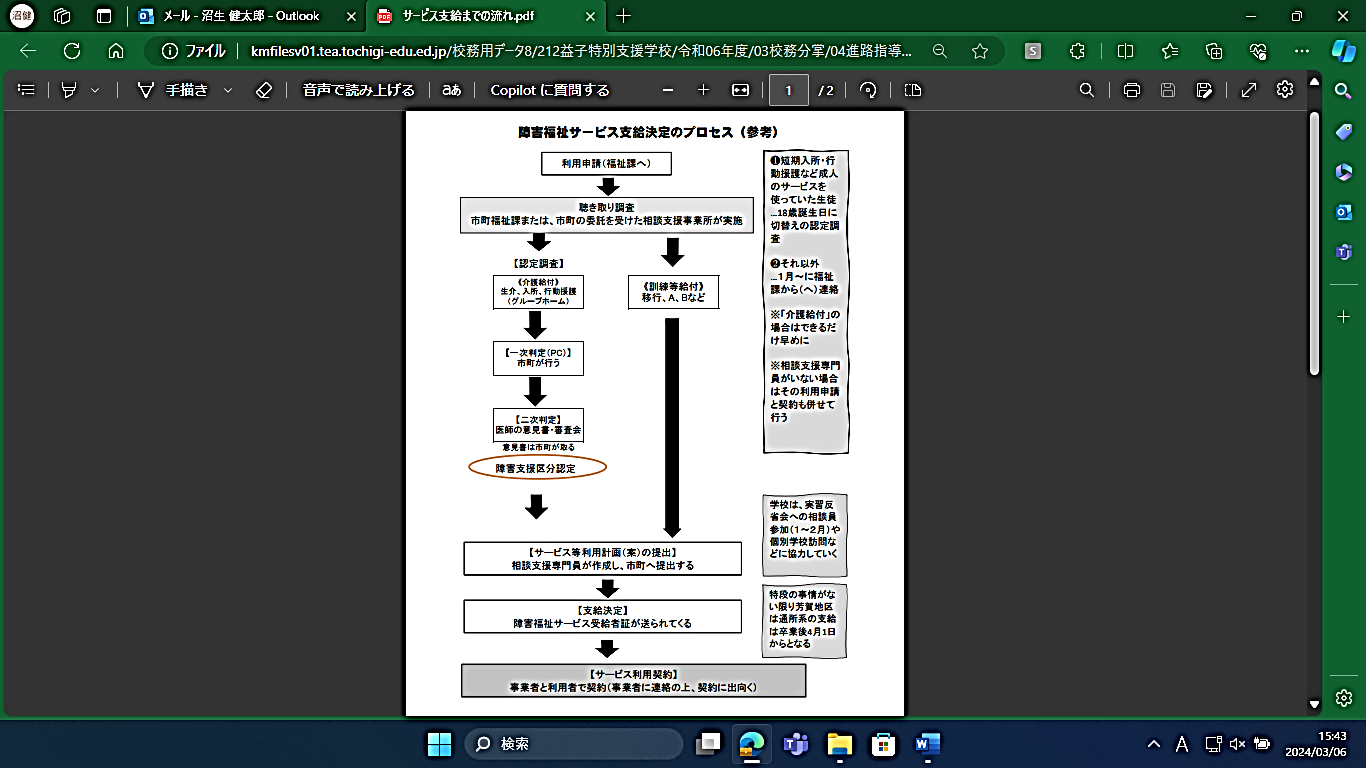 沼健
メール - 沼生 健太郎 - Outlook
サービス支給までの流れ.pdf
ファイル
kmfilesv01.tea.tochigi-edu.ed.jp/校務用データ8/212益子特別支援学校/令和06年度/03校務分掌/04進路指導...
S
手描き
音声で読み上げる
aあ
Copilot に質問する
1
/ 2
障害福祉サービス支給決定のプロセス（参考）
利用申請（福祉課へ）
聴き取り調査
市町福祉課または、市町の委託を受けた相談支援事業所が実施
【認定調査】
《介護給付》
生介、入所、行動援護
（グループホーム）
《訓練等給付》
移行、A、Bなど
【一次判定（PC）】
市町が行う
【二次判定】
医師の意見書・審査会
意見書は市町が取る
障害支援区分認定
【サービス等利用計画（案）の提出】
相談支援専門員が作成し、市町へ提出する
【支給決定】
障害福祉サービス受給者証が送られてくる
【サービス利用契約】
事業者と利用者で契約（事業者に連絡の上、契約に出向く）
❶短期入所・行
動援護など成人
のサービスを
使っていた生徒
…18歳誕生日に
切替えの認定調
査
❷それ以外
…１月～に福祉
課から（へ）連絡
※「介護給付」の
場合はできるだ
け早めに
※相談支援専門
員がいない場合
はその利用申請
と契約も併せて
行う
学校は、実習反
省会への相談員
参加（１～２月）や
個別学校訪問な
どに協力していく
特段の事情がな
い限り芳賀地区
は通所系の支給
は卒業後4月1日
からとなる
検索
A
15:43
2024/03/06